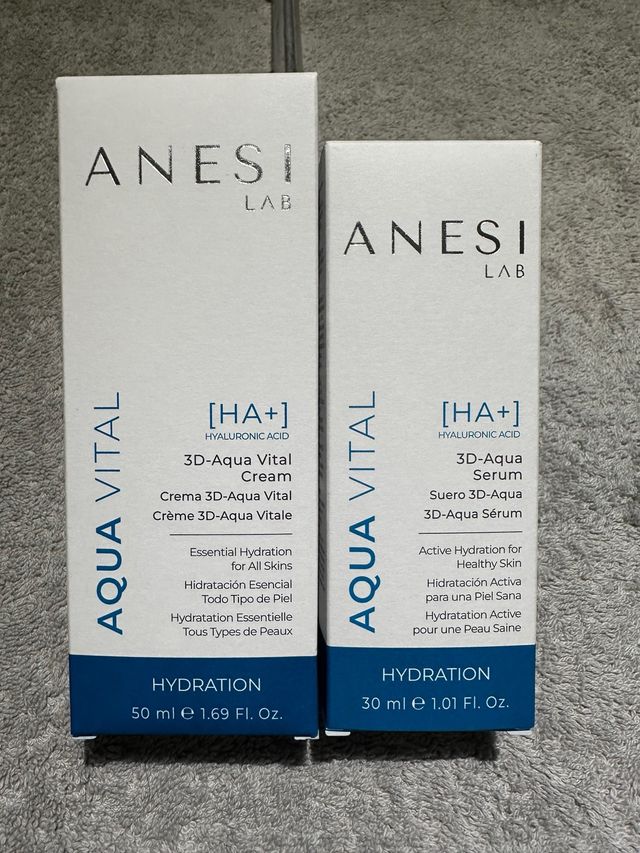 ANESI
LAB
AQUA VITAL
[HA+]
HYALURONIC ACID
3D-Aqua Vital
Cream
Crema 3D-Aqua Vital
Crème 3D-Aqua Vitale
Essential Hydration
for All Skins
Hidratación Esencial
Todo Tipo de Piel
Hydratation Essentielle
Tous Types de Peaux
HYDRATION
50 ml ℮ 1.69 Fl. Oz.
ANESI
LAB
AQUA VITAL
[HA+]
HYALURONIC ACID
3D-Aqua
Serum
Suero 3D-Aqua
3D-Aqua Sérum
Active Hydration for
Healthy Skin
Hidratación Activa
para una Piel Sana
Hydratation Active
pour une Peau Saine
HYDRATION
30 ml ℮ 1.01 Fl. Oz.